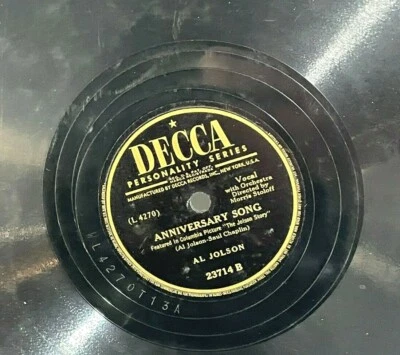 DECCA
PERSONALITY SERIES
MANUFACTURED BY DECCA RECORDS, INC., NEW YORK, U.S.A.
(L 4270)
Vocal
with Orchestra
Directed by
Morris Stoloff
ANNIVERSARY SONG
Featured in Columbia Picture "The Jolson Story"
(Al Jolson-Saul Chaplin)
AL JOLSON
23714 B
L4270T13A